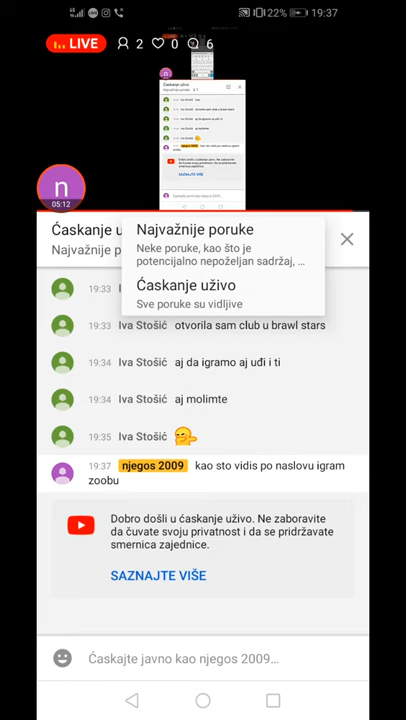 4G 22% 19:37
LIVE 2 0 6
n
05:12
Ćaskanje u
Najvažnije p
Najvažnije poruke
Neke poruke, kao što je
potencijalno nepoželjan sadržaj, ...
Ćaskanje uživo
Sve poruke su vidljive
19:33 I
19:33 Iva Stošić otvorila sam club u brawl stars
19:34 Iva Stošić aj da igramo aj uđi i ti
19:34 Iva Stošić aj molimte
19:35 Iva Stošić
19:37 njegos 2009 kao sto vidis po naslovu igram
zoobu
Dobro došli u ćaskanje uživo. Ne zaboravite
da čuvate svoju privatnost i da se pridržavate
smernica zajednice.
SAZNAJTE VIŠE
Ćaskajte javno kao njegos 2009...